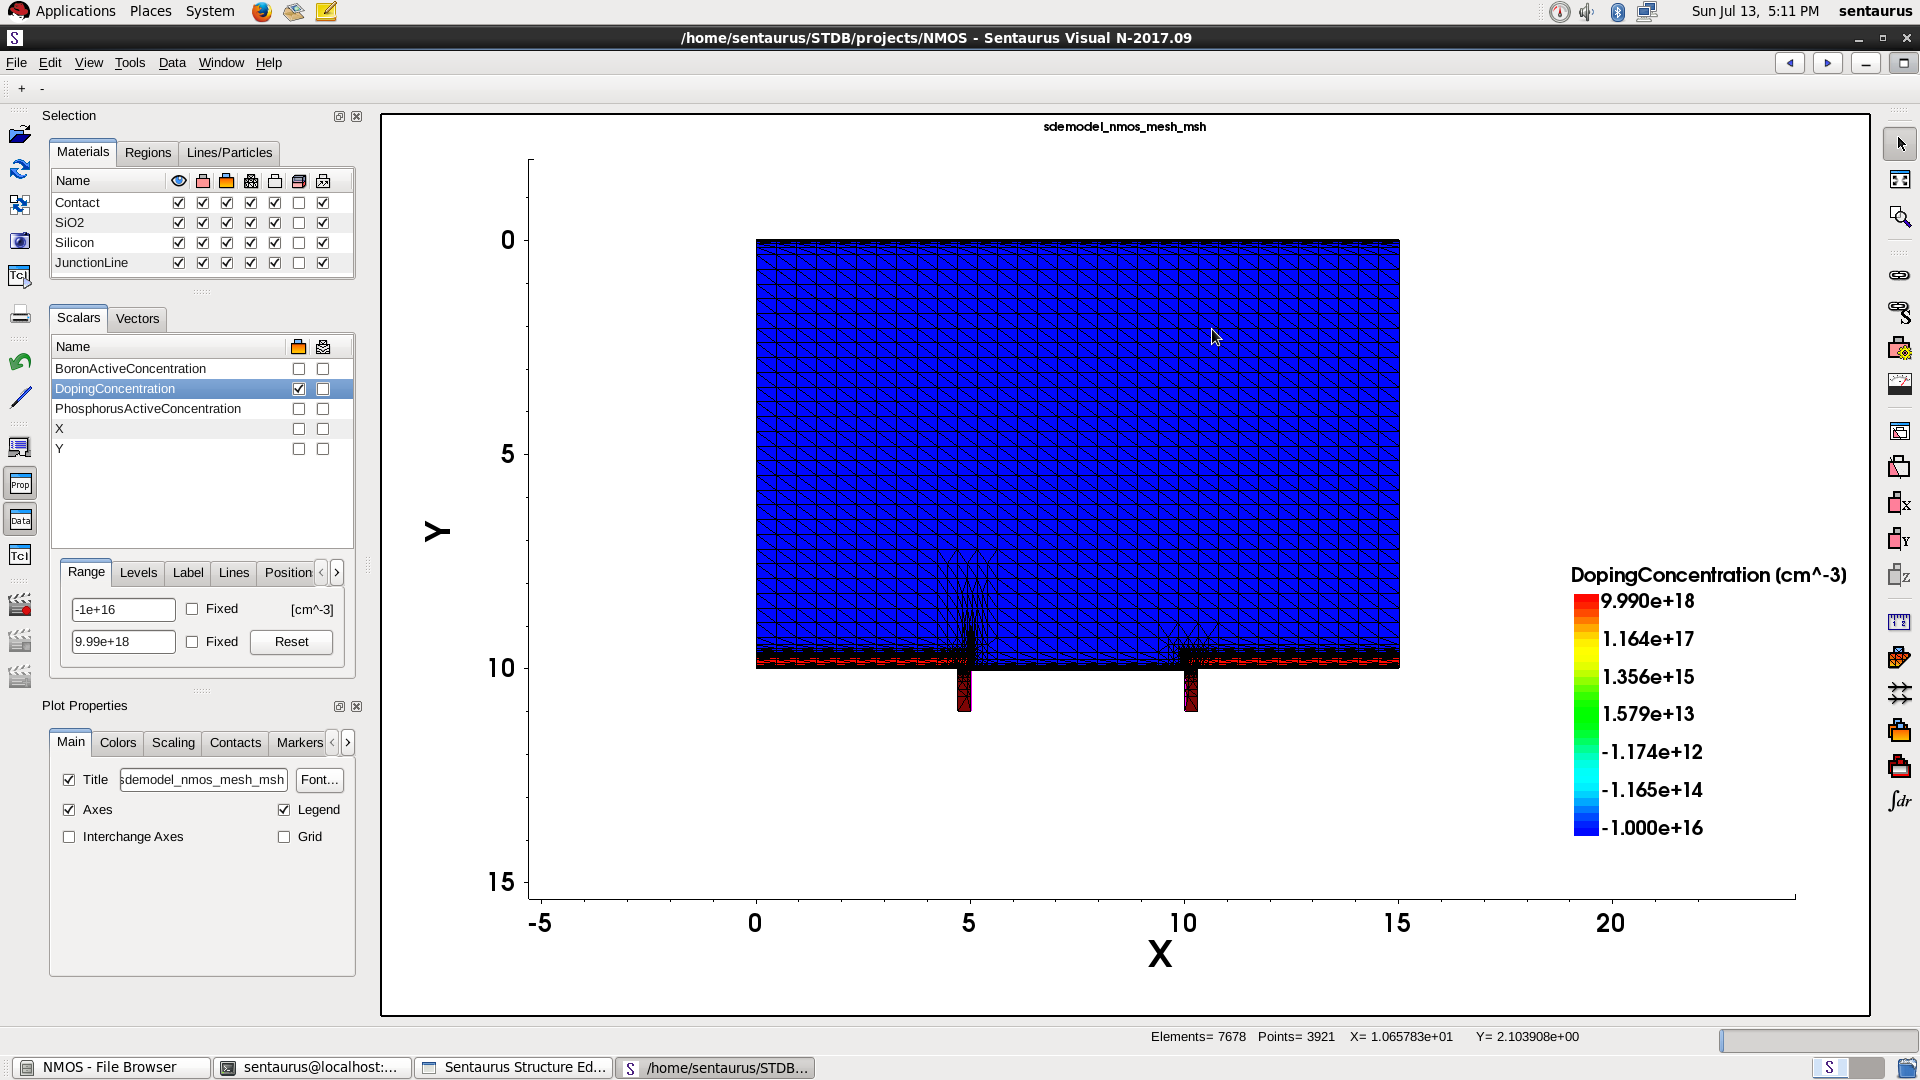 Applications Places System
Sun Jul 13, 5:11 PM sentaurus
S /home/sentaurus/STDB/projects/NMOS - Sentaurus Visual N-2017.09
File Edit View Tools Data Window Help
+ -
Selection
Materials Regions Lines/Particles
Name
Contact
SiO2
Silicon
JunctionLine
Scalars Vectors
Name
BoronActiveConcentration
DopingConcentration
PhosphorusActiveConcentration
X
Y
Range Levels Label Lines Position
-1e+16 Fixed [cm^-3]
9.99e+18 Fixed Reset
Plot Properties
Main Colors Scaling Contacts Markers
Title sdemodel_nmos_mesh_msh Font...
Axes Legend
Interchange Axes Grid
Tcl
Prop
Data
Tcl
sdemodel_nmos_mesh_msh
0
5
10
15
Y
-5 0 5 10 15 20
X
DopingConcentration (cm^-3)
9.990e+18
1.164e+17
1.356e+15
1.579e+13
-1.174e+12
-1.165e+14
-1.000e+16
S
X
Y
Z
∫dr
Elements= 7678 Points= 3921 X= 1.065783e+01 Y= 2.103908e+00
NMOS - File Browser sentaurus@localhost:... Sentaurus Structure Ed... S /home/sentaurus/STDB... S